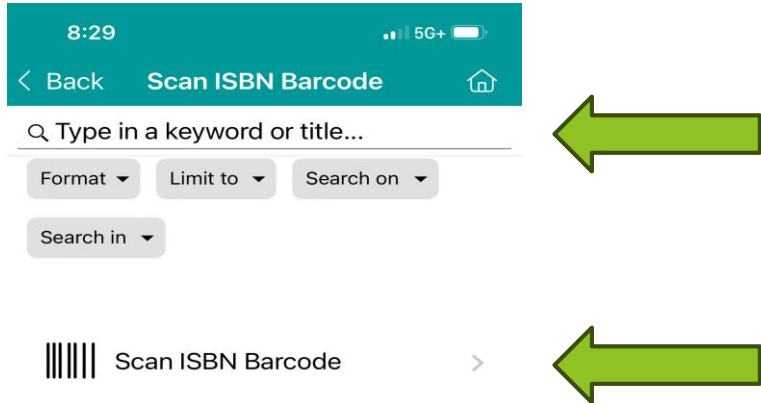 8:29 5G+
Back Scan ISBN Barcode
Type in a keyword or title...
Format Limit to Search on
Search in
Scan ISBN Barcode